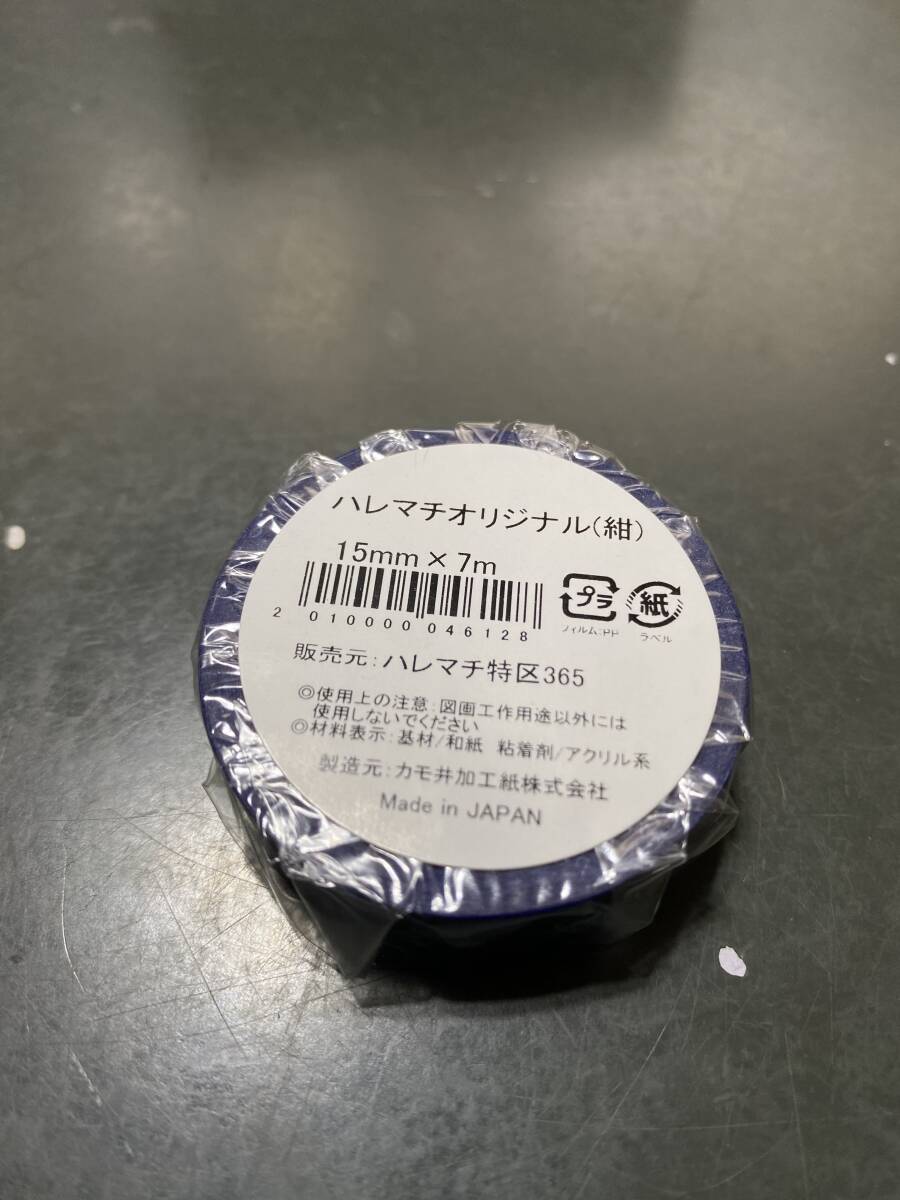 ハレマチオリジナル(紺)
15mm×7m
2 010000 046128
プラ
フィルム:PP
紙
ラベル
販売元:ハレマチ特区365
◎使用上の注意:図画工作用途以外には
使用しないでください
◎材料表示:基材/和紙 粘着剤/アクリル系
製造元:カモ井加工紙株式会社
Made in JAPAN